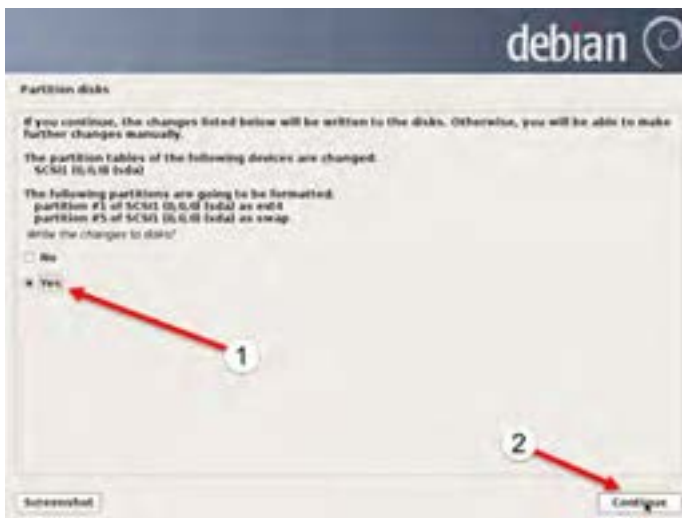 debian
Partition disks
If you continue, the changes listed below will be written to the disks. Otherwise, you will be able to make
further changes manually.
The partition tables of the following devices are changed:
SCSI1 (0,0,0) (sda)
The following partitions are going to be formatted:
partition #1 of SCSI1 (0,0,0) (sda) as ext4
partition #5 of SCSI1 (0,0,0) (sda) as swap
Write the changes to disks?
No
Yes
1
2
Screenshot
Continue